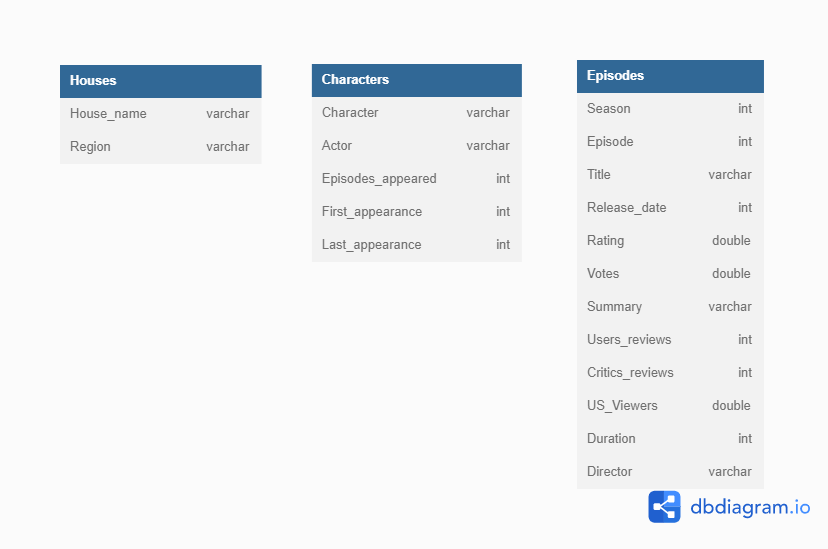 Houses
House_name varchar
Region varchar
Characters
Character varchar
Actor varchar
Episodes_appeared int
First_appearance int
Last_appearance int
Episodes
Season int
Episode int
Title varchar
Release_date int
Rating double
Votes double
Summary varchar
Users_reviews int
Critics_reviews int
US_Viewers double
Duration int
Director varchar
dbdiagram.io